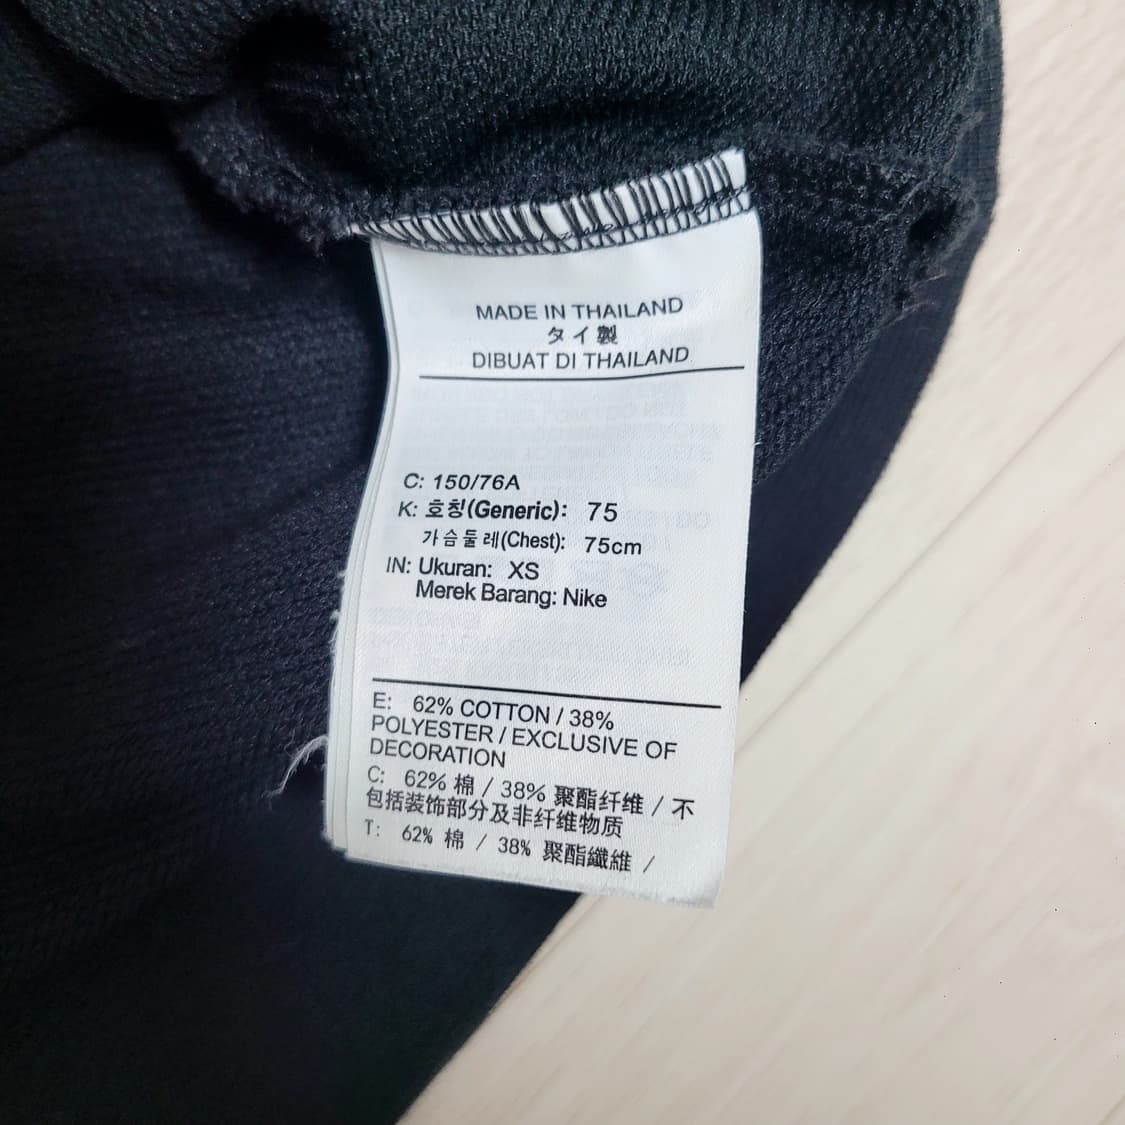 MADE IN THAILAND
タイ製
DIBUAT DI THAILAND
C: 150/76A
K: 호칭(Generic): 75
가슴둘레(Chest): 75cm
IN: Ukuran: XS
Merek Barang: Nike
E: 62% COTTON / 38%
POLYESTER / EXCLUSIVE OF
DECORATION
C: 62% 棉 / 38% 聚酯纤维 / 不
包括装饰部分及非纤维物质
T: 62% 棉 / 38% 聚酯纖維 /